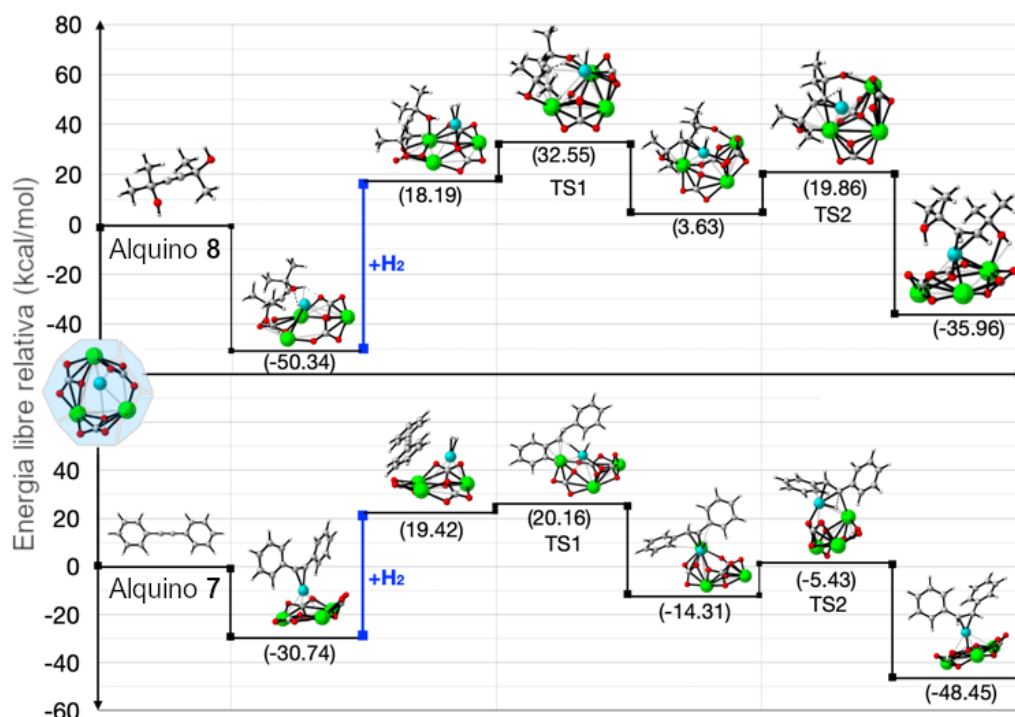 Energia libre relativa (kcal/mol)
80
60
40
20
0
-20
-40
Alquino 8
(-50.34)
+H₂
(18.19)
(32.55)
TS1
(3.63)
(19.86)
TS2
(-35.96)
40
20
0
-20
-40
-60
Alquino 7
(-30.74)
+H₂
(19.42)
(20.16)
TS1
(-14.31)
(-5.43)
TS2
(-48.45)